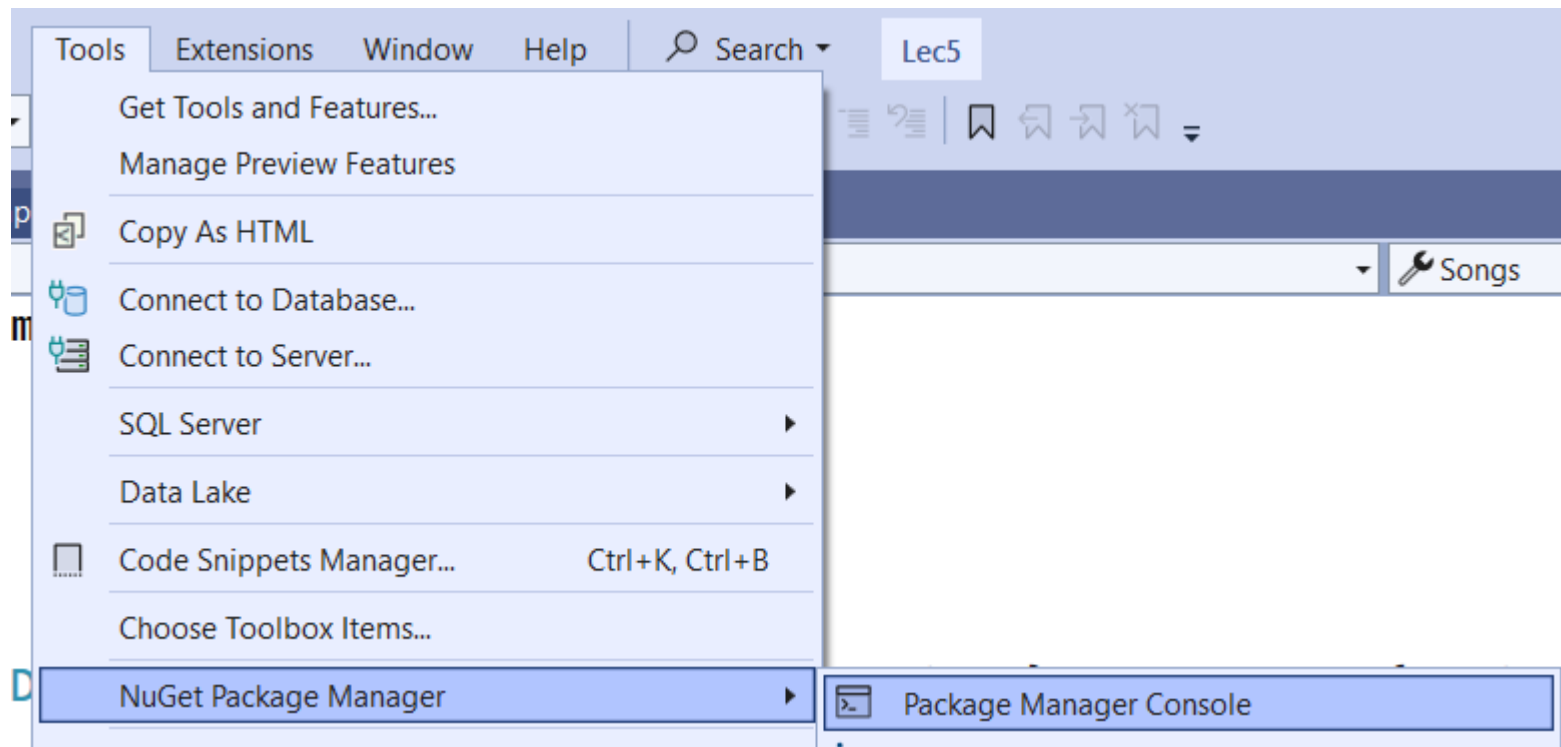 Tools Extensions Window Help Search Lec5
Get Tools and Features...
Manage Preview Features
p
Copy As HTML
Songs
Connect to Database...
m
Connect to Server...
SQL Server
Data Lake
Code Snippets Manager... Ctrl+K, Ctrl+B
Choose Toolbox Items...
D
NuGet Package Manager
Package Manager Console